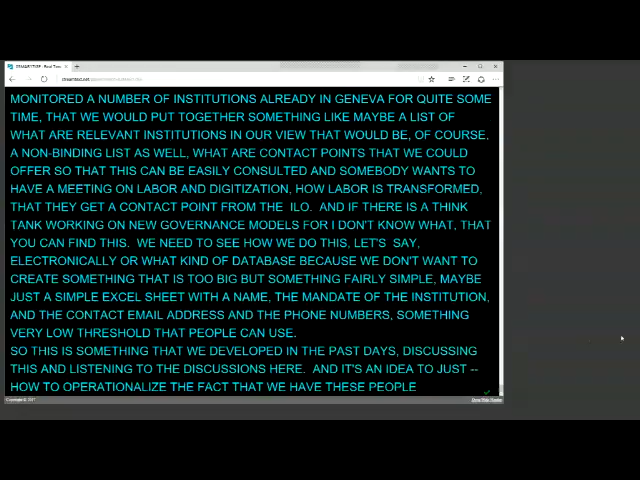 streamtext.net
MONITORED A NUMBER OF INSTITUTIONS ALREADY IN GENEVA FOR QUITE SOME
TIME, THAT WE WOULD PUT TOGETHER SOMETHING LIKE MAYBE A LIST OF
WHAT ARE RELEVANT INSTITUTIONS IN OUR VIEW THAT WOULD BE, OF COURSE,
A NON-BINDING LIST AS WELL, WHAT ARE CONTACT POINTS THAT WE COULD
OFFER SO THAT THIS CAN BE EASILY CONSULTED AND SOMEBODY WANTS TO
HAVE A MEETING ON LABOR AND DIGITIZATION, HOW LABOR IS TRANSFORMED,
THAT THEY GET A CONTACT POINT FROM THE  ILO.  AND IF THERE IS A THINK
TANK WORKING ON NEW GOVERNANCE MODELS FOR I DON'T KNOW WHAT, THAT
YOU CAN FIND THIS.  WE NEED TO SEE HOW WE DO THIS, LET'S  SAY,
ELECTRONICALLY OR WHAT KIND OF DATABASE BECAUSE WE DON'T WANT TO
CREATE SOMETHING THAT IS TOO BIG BUT SOMETHING FAIRLY SIMPLE, MAYBE
JUST A SIMPLE EXCEL SHEET WITH A NAME, THE MANDATE OF THE INSTITUTION,
AND THE CONTACT EMAIL ADDRESS AND THE PHONE NUMBERS, SOMETHING
VERY LOW THRESHOLD THAT PEOPLE CAN USE.
SO THIS IS SOMETHING THAT WE DEVELOPED IN THE PAST DAYS, DISCUSSING
THIS AND LISTENING TO THE DISCUSSIONS HERE.  AND IT'S AN IDEA TO JUST --
HOW TO OPERATIONALIZE THE FACT THAT WE HAVE THESE PEOPLE